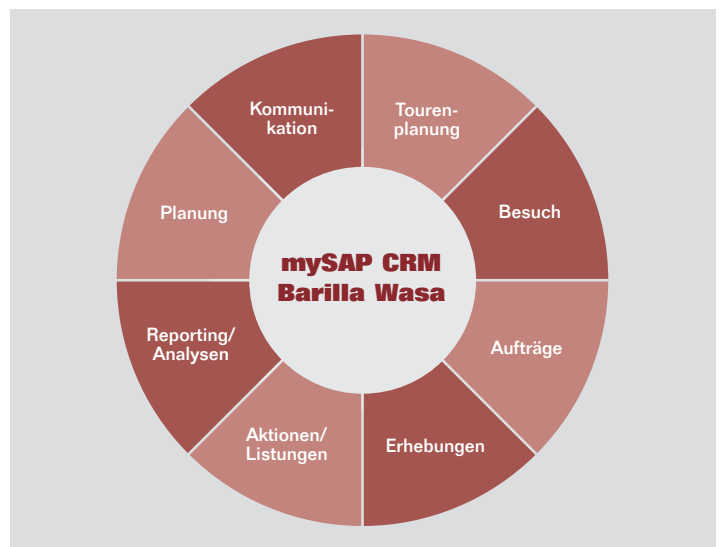 Kommuni-
kation
Touren-
planung
Besuch
Aufträge
Erhebungen
Aktionen/
Listungen
Reporting/
Analysen
Planung
mySAP CRM
Barilla Wasa